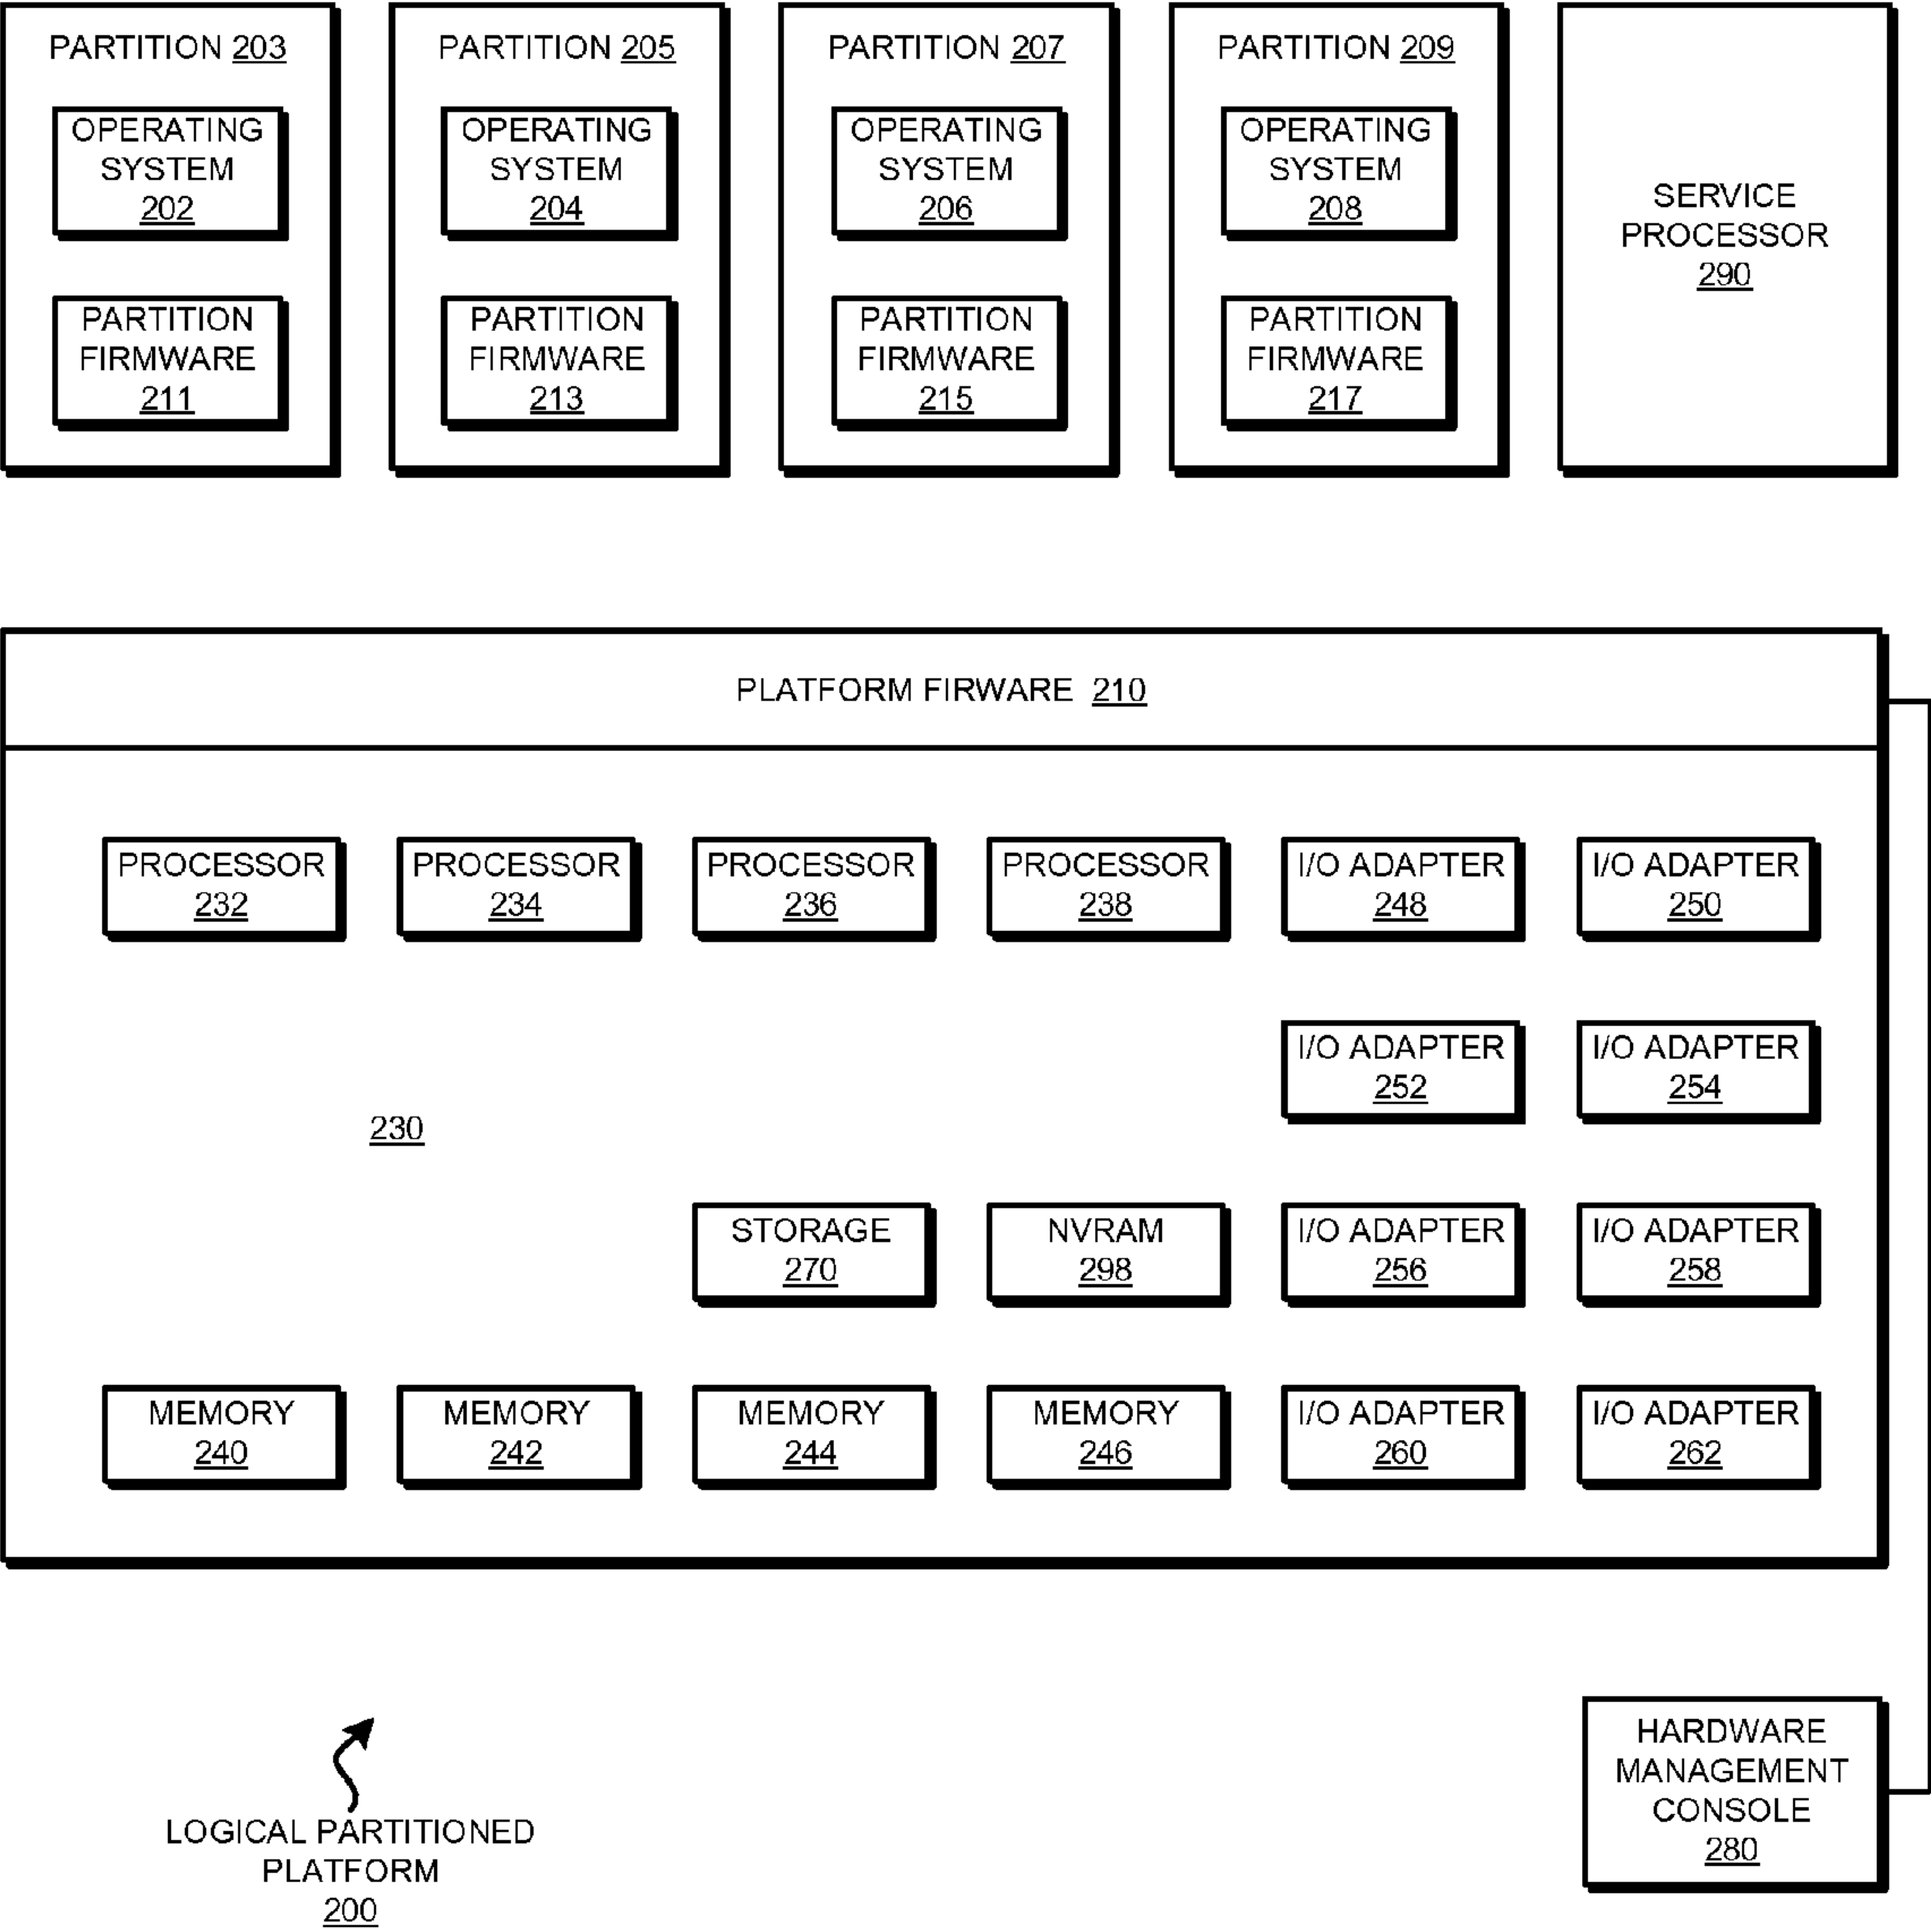 PARTITION 203
OPERATING
SYSTEM
202
PARTITION
FIRMWARE
211
PARTITION 205
OPERATING
SYSTEM
204
PARTITION
FIRMWARE
213
PARTITION 207
OPERATING
SYSTEM
206
PARTITION
FIRMWARE
215
PARTITION 209
OPERATING
SYSTEM
208
PARTITION
FIRMWARE
217
SERVICE
PROCESSOR
290
PLATFORM FIRWARE 210
PROCESSOR
232
PROCESSOR
234
PROCESSOR
236
PROCESSOR
238
I/O ADAPTER
248
I/O ADAPTER
250
I/O ADAPTER
252
I/O ADAPTER
254
230
STORAGE
270
NVRAM
298
I/O ADAPTER
256
I/O ADAPTER
258
MEMORY
240
MEMORY
242
MEMORY
244
MEMORY
246
I/O ADAPTER
260
I/O ADAPTER
262
HARDWARE
MANAGEMENT
CONSOLE
280
LOGICAL PARTITIONED
PLATFORM
200